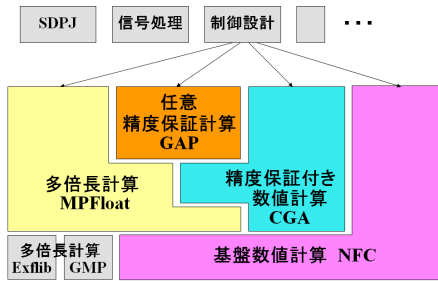 SDPJ
信号処理
制御設計
・・・
任意
精度保証計算
GAP
多倍長計算
MPFloat
精度保証付き
数値計算
CGA
多倍長計算
Exflib
GMP
基盤数値計算 NFC